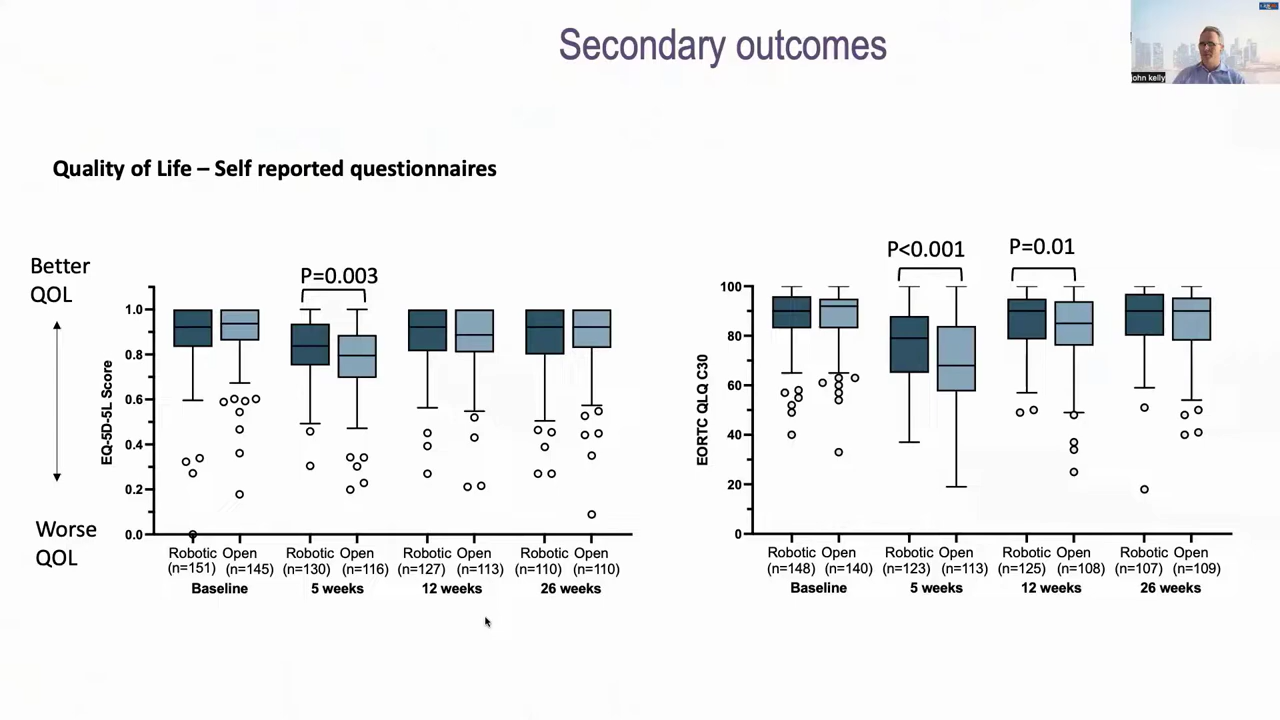 Secondary outcomes
john kelly
Quality of Life – Self reported questionnaires
Better
QOL
Worse
QOL
P=0.003
EQ-5D-5L Score
1.0
0.8
0.6
0.4
0.2
0.0
Robotic Open Robotic Open Robotic Open Robotic Open
(n=151) (n=145) (n=130) (n=116) (n=127) (n=113) (n=110) (n=110)
Baseline 5 weeks 12 weeks 26 weeks
P<0.001 P=0.01
EORTC QLQ C30
100
80
60
40
20
0
Robotic Open Robotic Open Robotic Open Robotic Open
(n=148) (n=140) (n=123) (n=113) (n=125) (n=108) (n=107) (n=109)
Baseline 5 weeks 12 weeks 26 weeks